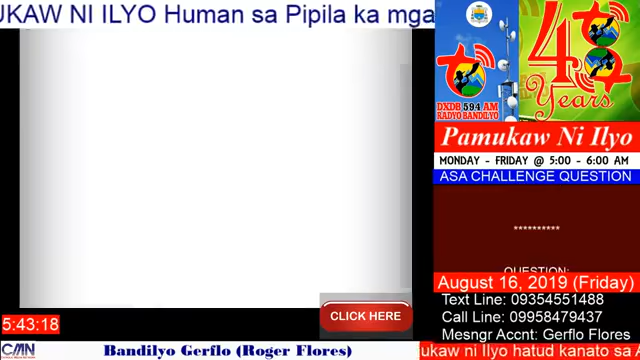 UKAW NI ILYO Human sa Pipila ka mga
48
Years
DXDB 594 AM
RADYO BANDILYO
Pamukaw Ni Ilyo
MONDAY - FRIDAY @ 5:00 - 6:00 AM
ASA CHALLENGE QUESTION
**********
QUESTION:
August 16, 2019 (Friday)
Text Line: 09354551488
Call Line: 09958479437
Mesngr Accnt: Gerflo Flores
CLICK HERE
5:43:18
CMN
Bandilyo Gerflo (Roger Flores)
ukaw ni Ilyo hatud kanato sa A